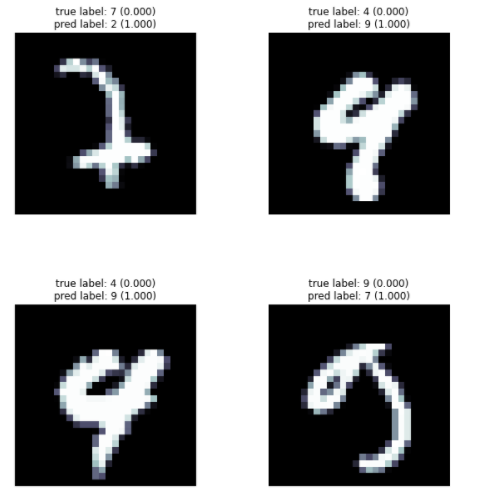 true label: 7 (0.000)
pred label: 2 (1.000)
true label: 4 (0.000)
pred label: 9 (1.000)
true label: 4 (0.000)
pred label: 9 (1.000)
true label: 9 (0.000)
pred label: 7 (1.000)